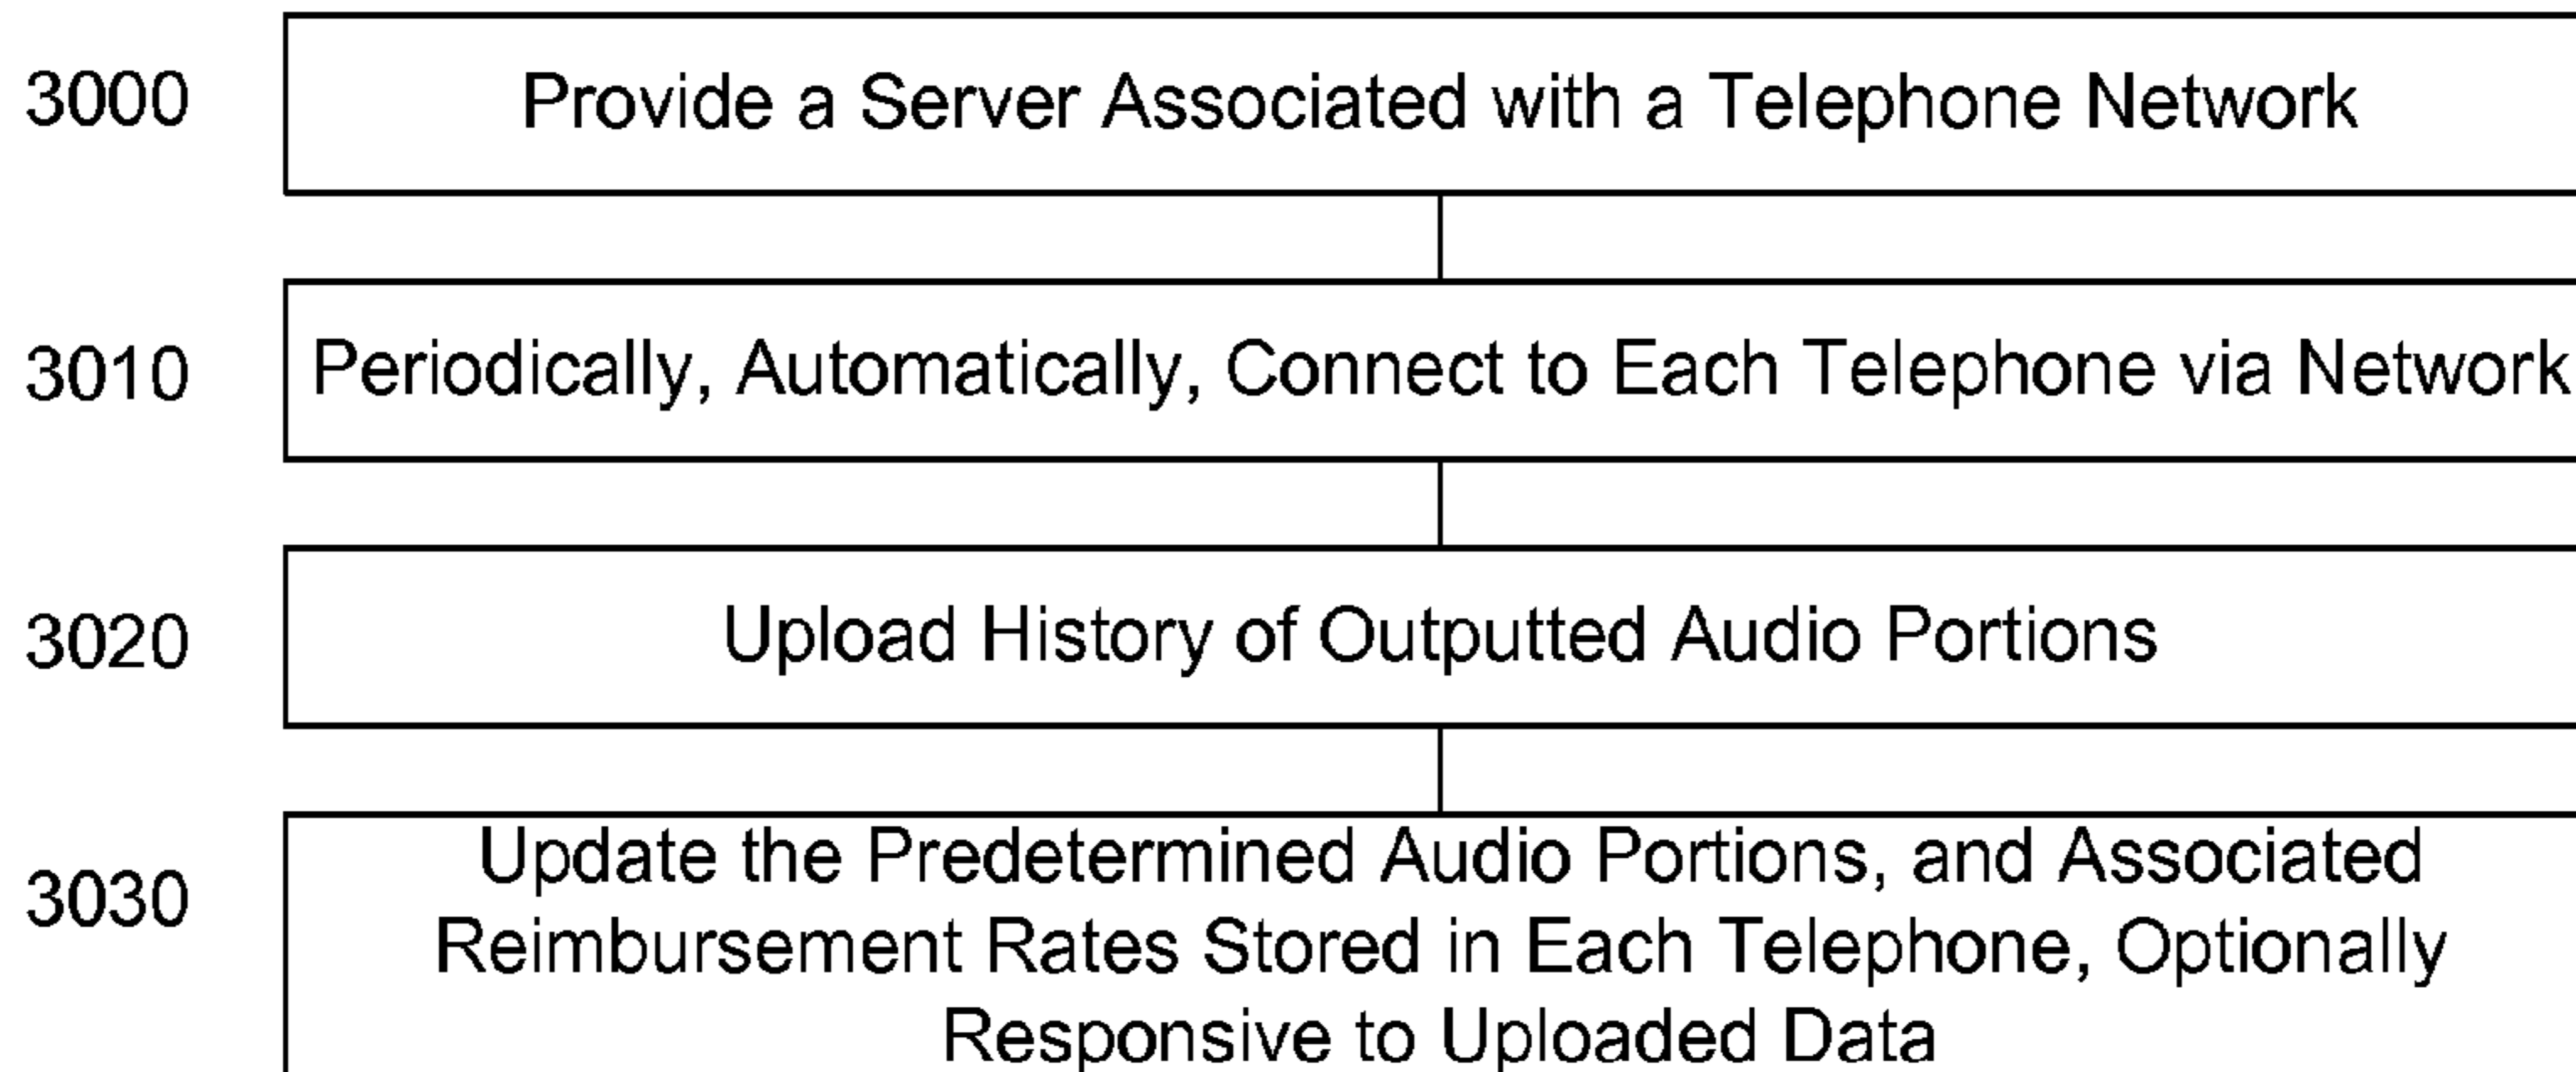 3000 Provide a Server Associated with a Telephone Network
3010 Periodically, Automatically, Connect to Each Telephone via Network
3020 Upload History of Outputted Audio Portions
3030 Update the Predetermined Audio Portions, and Associated
Reimbursement Rates Stored in Each Telephone, Optionally
Responsive to Uploaded Data